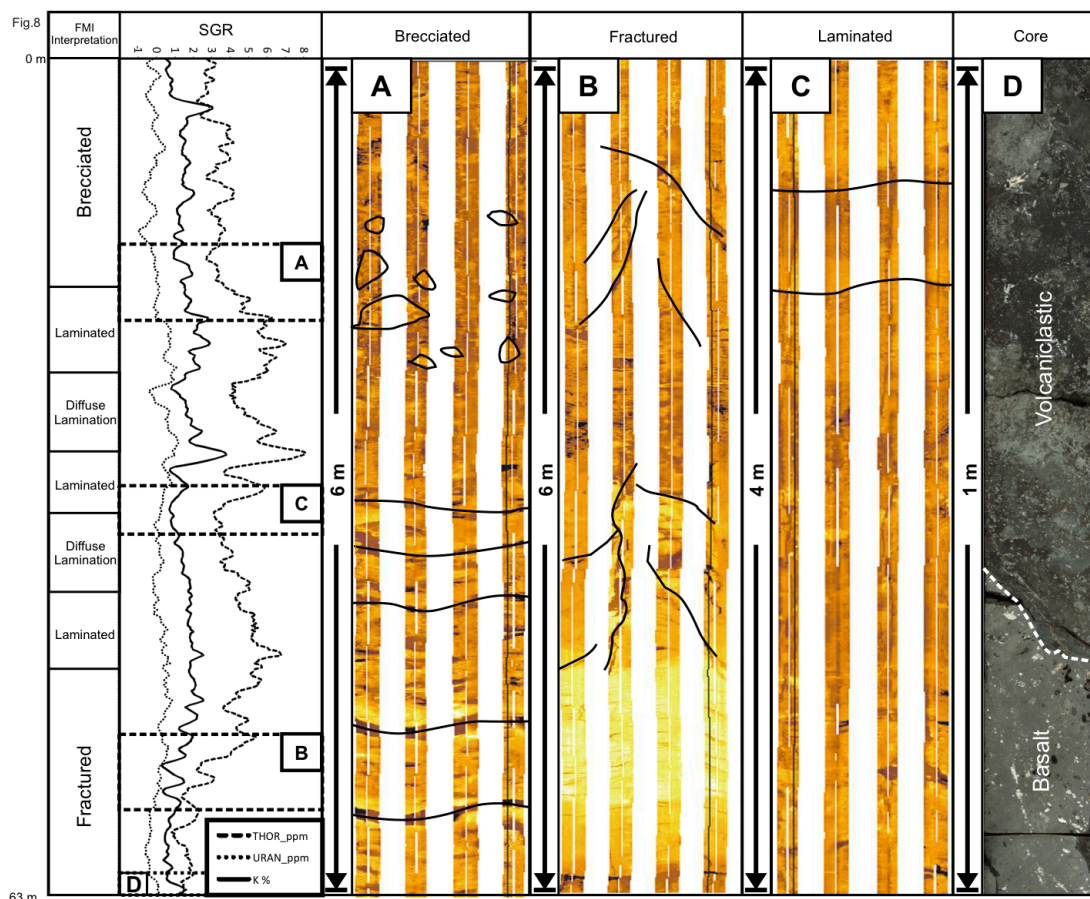 Fig.8
FMI
Interpretation
SGR
-1 0 1 2 3 4 5 6 7 8
Brecciated
Fractured
Laminated
Core
0 m
Brecciated
Laminated
Diffuse
Lamination
Laminated
Diffuse
Lamination
Laminated
Fractured
63 m
A
C
B
D
THOR_ppm
URAN_ppm
K %
A
6 m
B
6 m
C
4 m
D
1 m
Volcaniclastic
Basalt